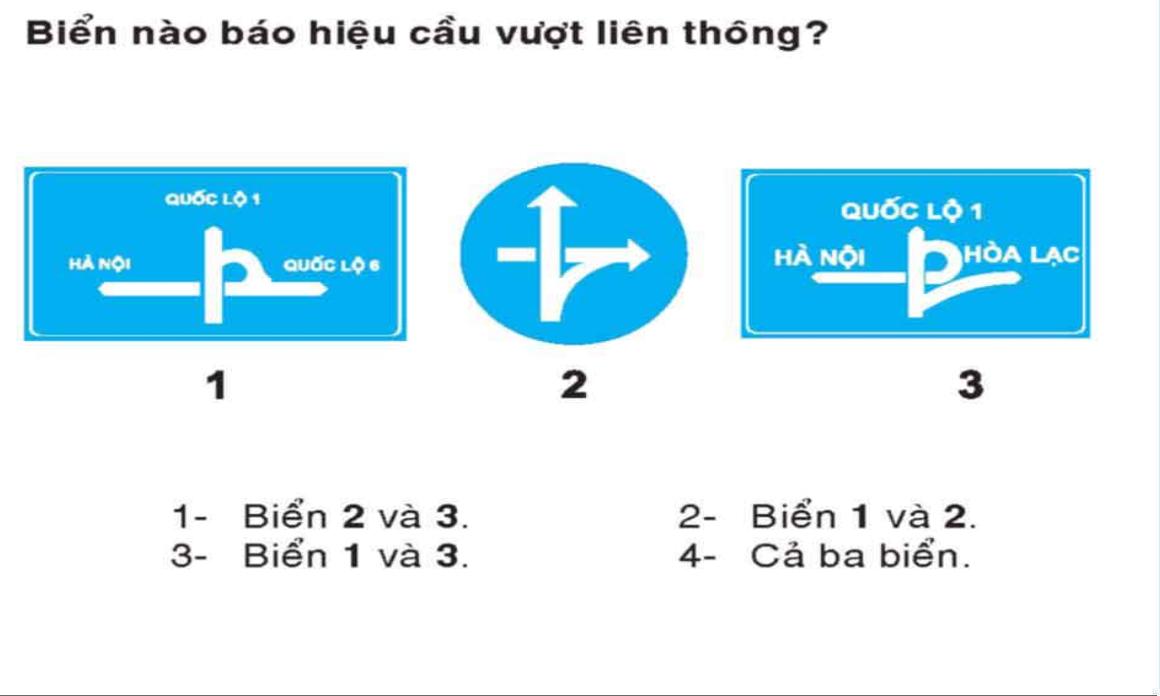 Biển nào báo hiệu cầu vượt liên thông?
QUỐC LỘ 1
HÀ NỘI
QUỐC LỘ 6
QUỐC LỘ 1
HÀ NỘI
HÒA LẠC
1
2
3
1- Biển 2 và 3.
2- Biển 1 và 2.
3- Biển 1 và 3.
4- Cả ba biển.